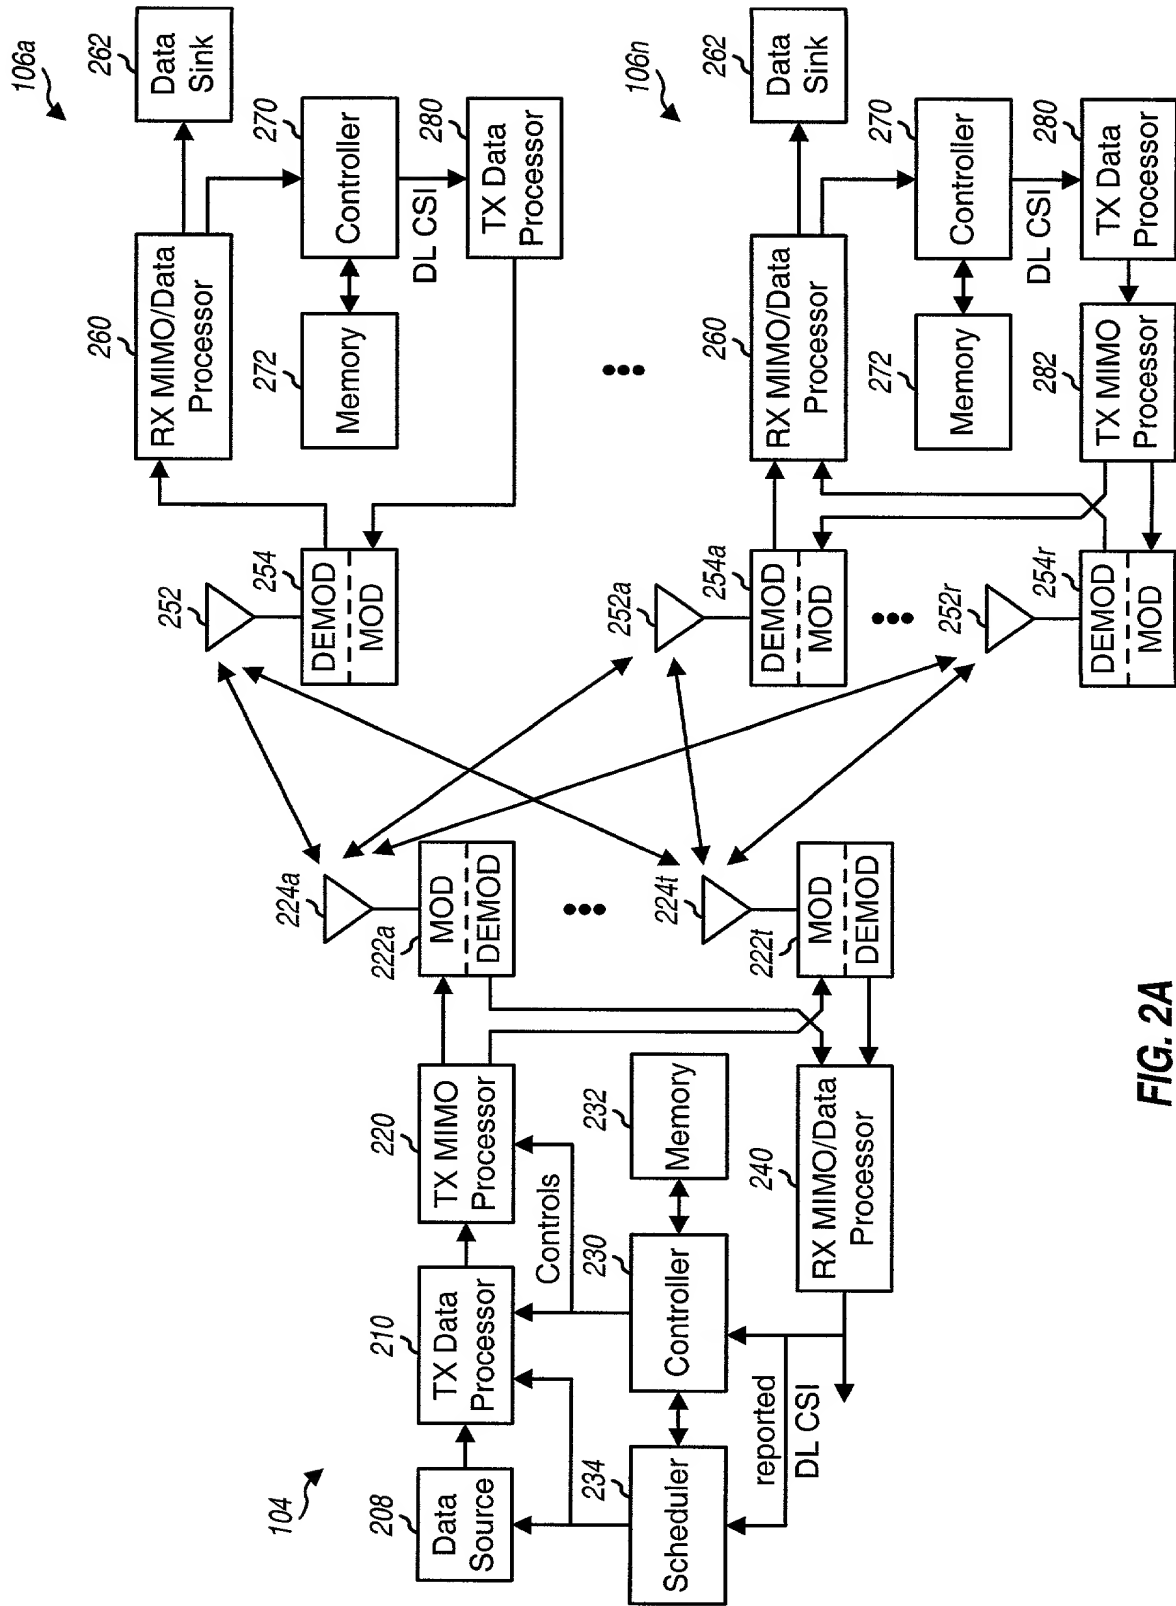 104
208
Data
Source
210
TX Data
Processor
220
TX MIMO
Processor
222a
MOD
DEMOD
224a
Controls
234
Scheduler
230
Controller
232
Memory
224t
222t
MOD
DEMOD
reported
DL CSI
240
RX MIMO/Data
Processor
106a
252
254
DEMOD
MOD
260
RX MIMO/Data
Processor
262
Data
Sink
272
Memory
270
Controller
DL CSI
280
TX Data
Processor
106n
252a
254a
DEMOD
MOD
260
RX MIMO/Data
Processor
262
Data
Sink
272
Memory
270
Controller
DL CSI
252r
254r
DEMOD
MOD
282
TX MIMO
Processor
280
TX Data
Processor
FIG. 2A